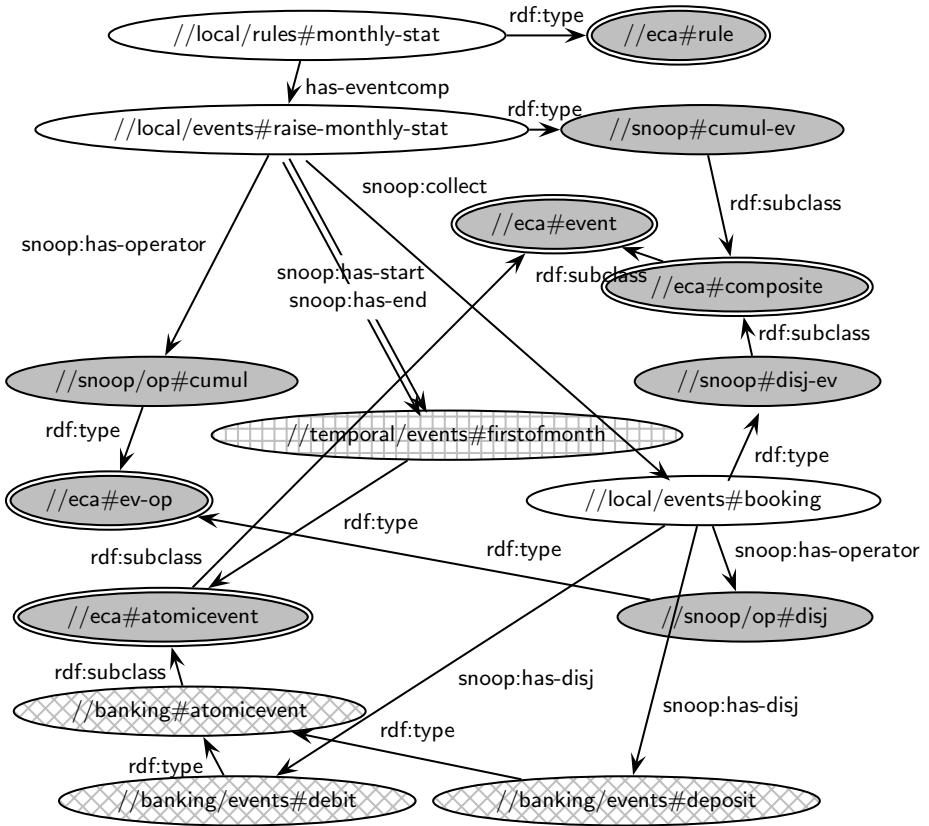 rdf:type
//local/rules#monthly-stat
//eca#rule
has-eventcomp
rdf:type
//local/events#raise-monthly-stat
//snoop#cumul-ev
snoop:collect
rdf:subclass
//eca#event
snoop:has-operator
snoop:has-start
rdf:subclass
//eca#composite
snoop:has-end
rdf:subclass
//snoop/op#cumul
//snoop#disj-ev
rdf:type
//temporal/events#firstofmonth
rdf:type
//eca#ev-op
//local/events#booking
rdf:type
rdf:type
snoop:has-operator
rdf:subclass
//eca#atomicevent
//snoop/op#disj
rdf:subclass
snoop:has-disj
snoop:has-disj
//banking#atomicevent
rdf:type
rdf:type
//banking/events#debit
//banking/events#deposit